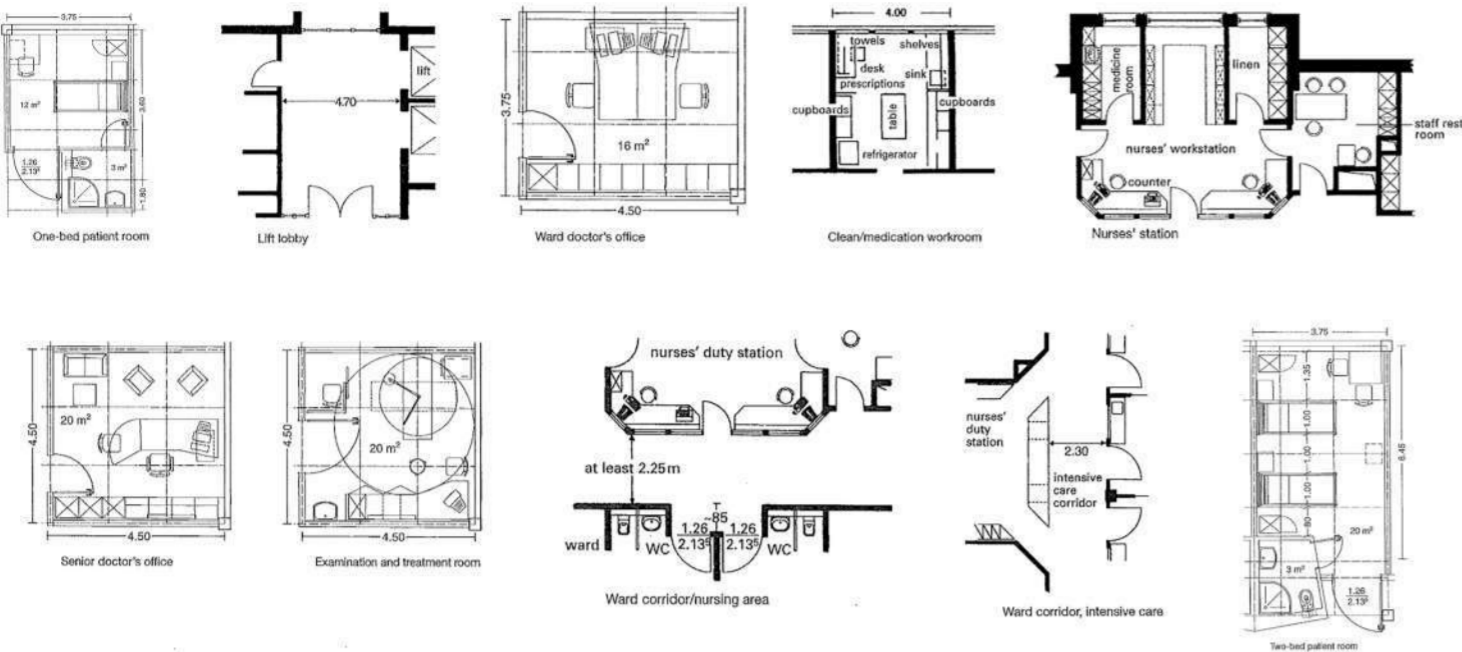 3.75
12 m²
3.60
1.26
2.13⁵
3 m²
1.80
One-bed patient room
lift
4.70
Lift lobby
3.75
16 m²
4.50
Ward doctor's office
4.00
towels
shelves
desk
sink
prescriptions
cupboards
cupboards
table
refrigerator
Clean/medication workroom
medicine
room
linen
staff rest
room
nurses' workstation
counter
Nurses' station
4.50
20 m²
4.50
Senior doctor's office
4.50
20 m²
4.50
Examination and treatment room
nurses' duty station
at least 2.25m
~85
1.26
2.13⁵
1.26
2.13⁵
ward
WC
WC
Ward corridor/nursing area
nurses'
duty
station
2.30
intensive
care
corridor
Ward corridor, intensive care
3.75
1.35
1.00
1.00
1.00
80
6.45
20 m²
3 m²
1.26
2.13⁵
Two-bed patient room